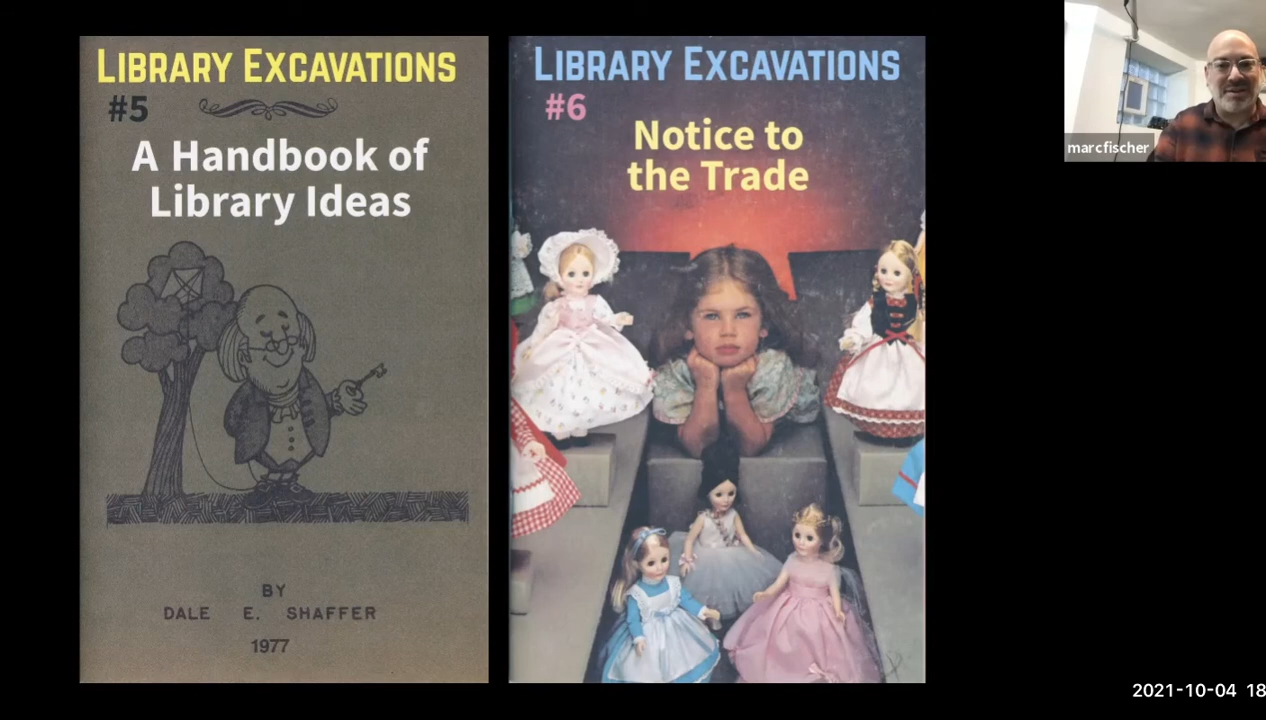 LIBRARY EXCAVATIONS
#5
A Handbook of
Library Ideas
BY
DALE E. SHAFFER
1977
LIBRARY EXCAVATIONS
#6
Notice to
the Trade
marcfischer
2021-10-04 18